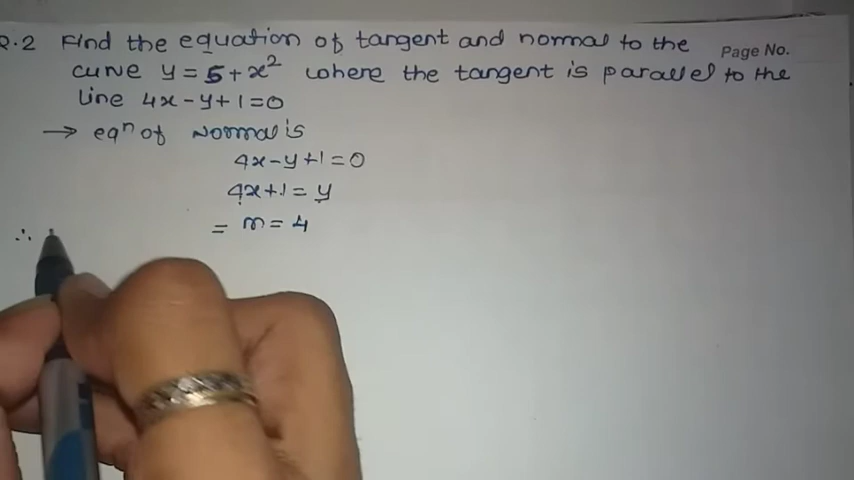 Q.2 Find the equation of tangent and normal to the
Page No.
curve y = 5 + x² where the tangent is parallel to the
line 4x - y + 1 = 0
→ eqⁿ of Normal is
4x - y + 1 = 0
4x + 1 = y
= m = 4
∴